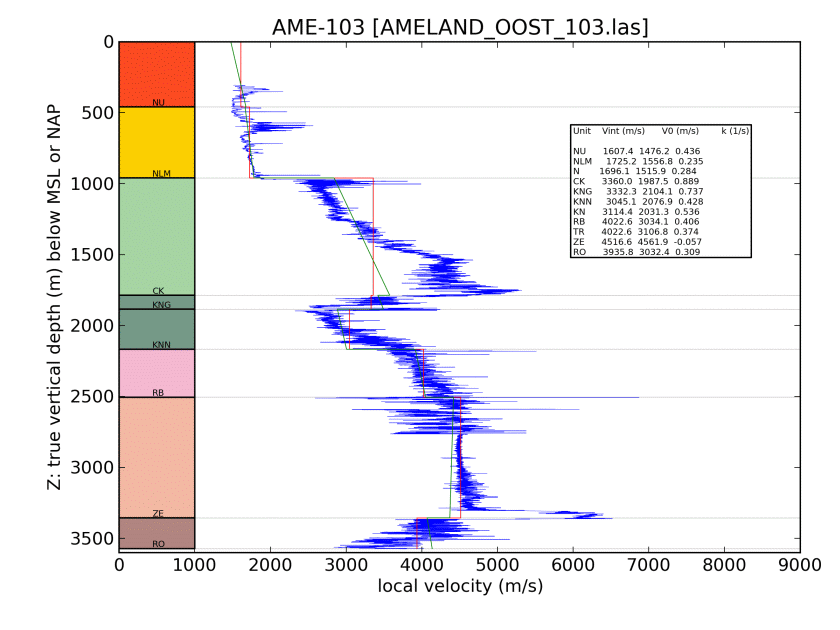 AME-103 [AMELAND_OOST_103.las]
0
500
1000
1500
2000
2500
3000
3500
Z: true vertical depth (m) below MSL or NAP
NU
NLM
CK
KNG
KNN
RB
ZE
RO
Unit Vint (m/s) V0 (m/s) k (1/s)
NU 1607.4 1476.2 0.436
NLM 1725.2 1556.8 0.235
N 1696.1 1515.9 0.284
CK 3360.0 1987.5 0.889
KNG 3332.3 2104.1 0.737
KNN 3045.1 2076.9 0.428
KN 3114.4 2031.3 0.536
RB 4022.6 3034.1 0.406
TR 4022.6 3106.8 0.374
ZE 4516.6 4561.9 -0.057
RO 3935.8 3032.4 0.309
0 1000 2000 3000 4000 5000 6000 7000 8000 9000
local velocity (m/s)